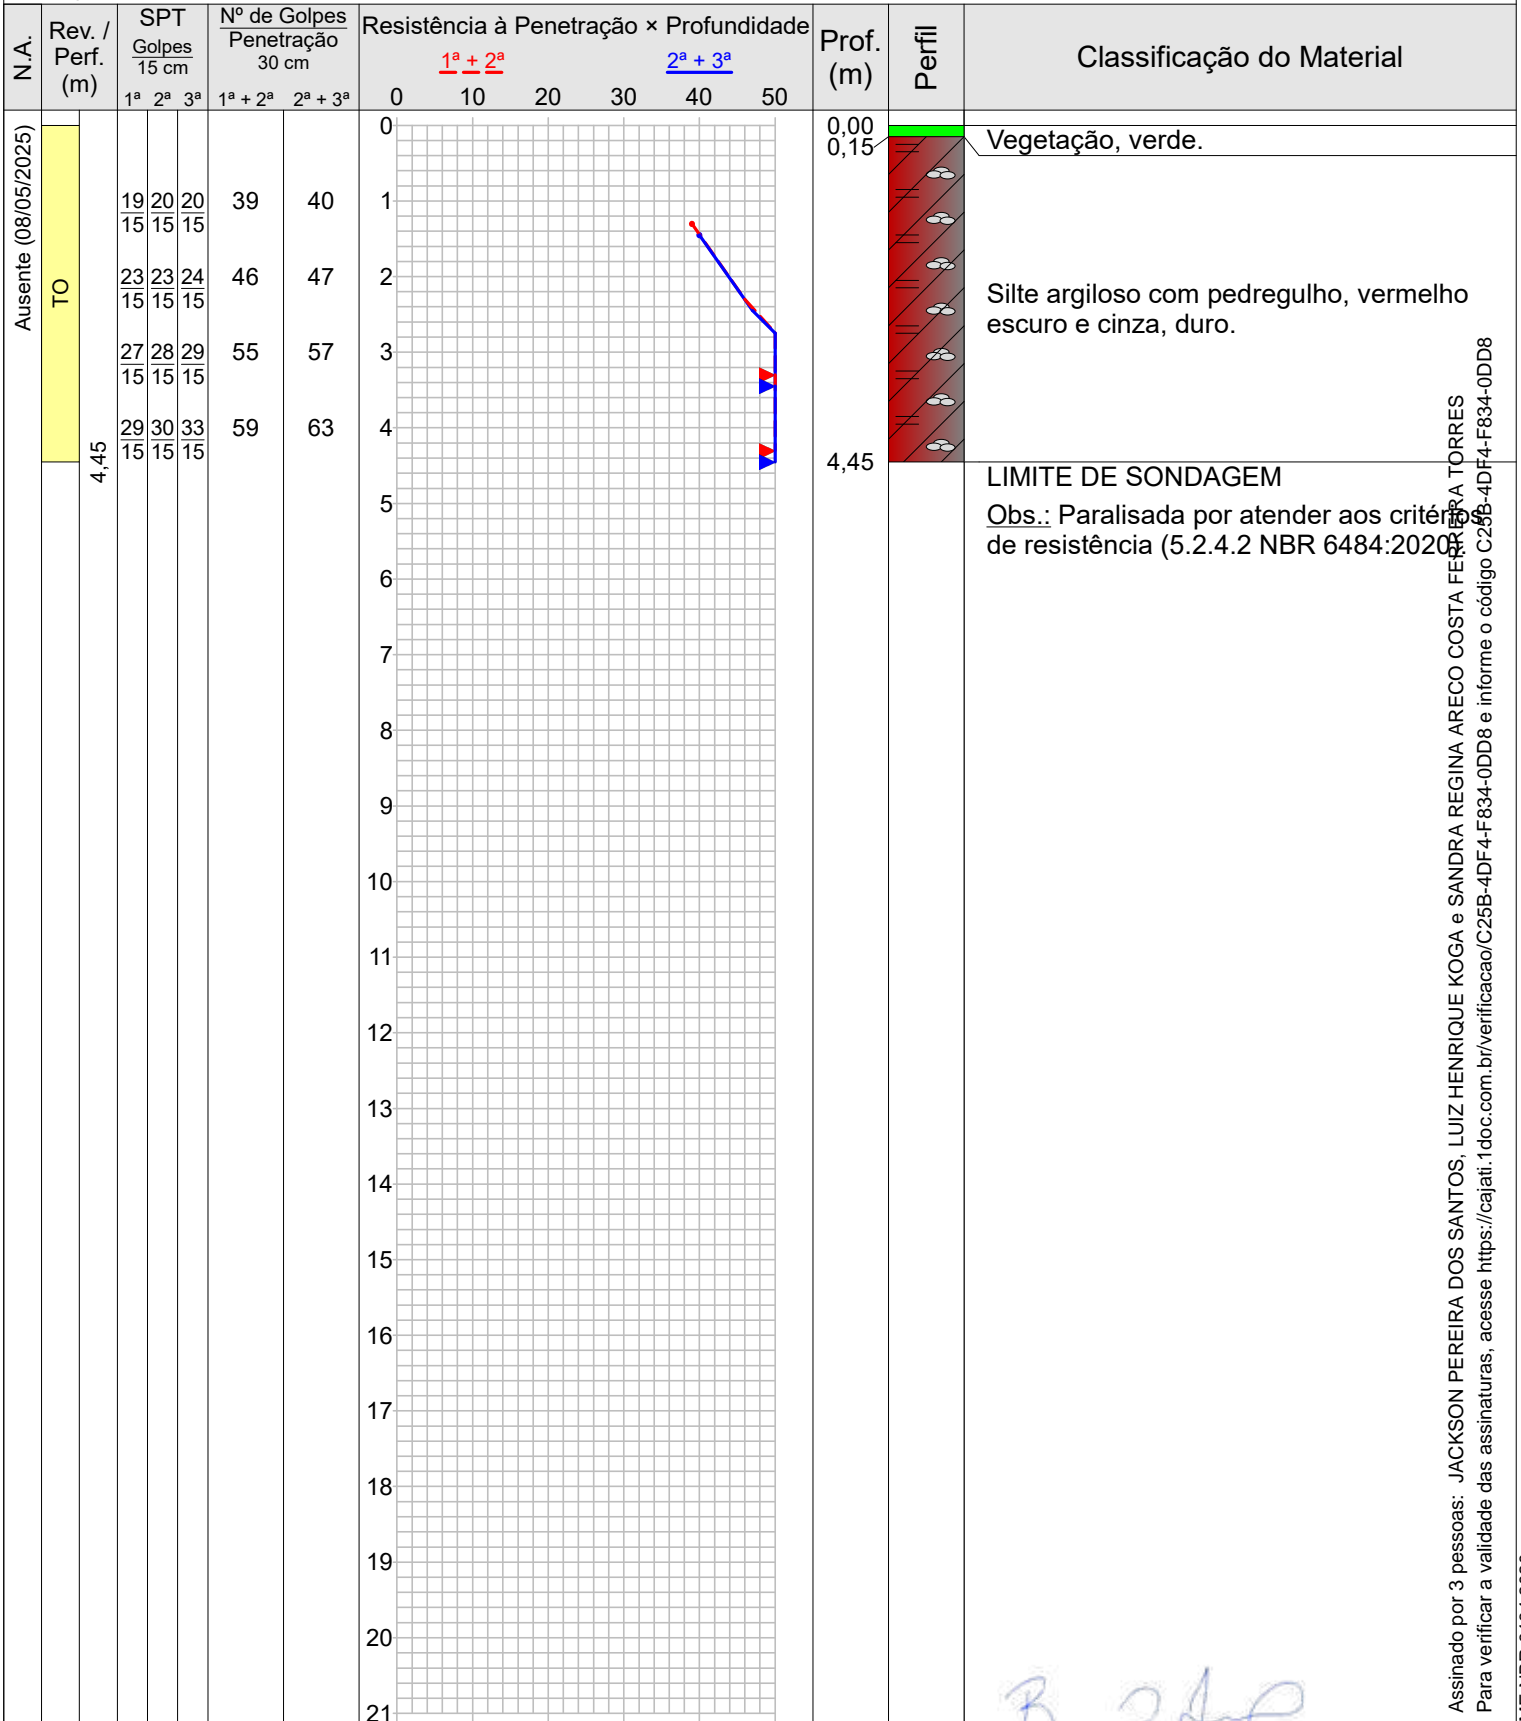 N.A.
Rev. /
Perf.
(m)
SPT
Golpes
15 cm
1ª 2ª 3ª
Nº de Golpes
Penetração
30 cm
1ª + 2ª 2ª + 3ª
Resistência à Penetração × Profundidade
1ª + 2ª 2ª + 3ª
0 10 20 30 40 50
Prof.
(m)
Perfil
Classificação do Material
Ausente (08/05/2025)
TO
4,45
19 20 20 39 40
15 15 15
23 23 24 46 47
15 15 15
27 28 29 55 57
15 15 15
29 30 33 59 63
15 15 15
0
1
2
3
4
5
6
7
8
9
10
11
12
13
14
15
16
17
18
19
20
21
0,00
0,15
4,45
Vegetação, verde.
Silte argiloso com pedregulho, vermelho
escuro e cinza, duro.
LIMITE DE SONDAGEM
Obs.: Paralisada por atender aos critérios
de resistência (5.2.4.2 NBR 6484:2020).
Assinado por 3 pessoas: JACKSON PEREIRA DOS SANTOS, LUIZ HENRIQUE KOGA e SANDRA REGINA ARECO COSTA FERREIRA TORRES
Para verificar a validade das assinaturas, acesse https://cajati.1doc.com.br/verificacao/C25B-4DF4-F834-0DD8 e informe o código C25B-4DF4-F834-0DD8